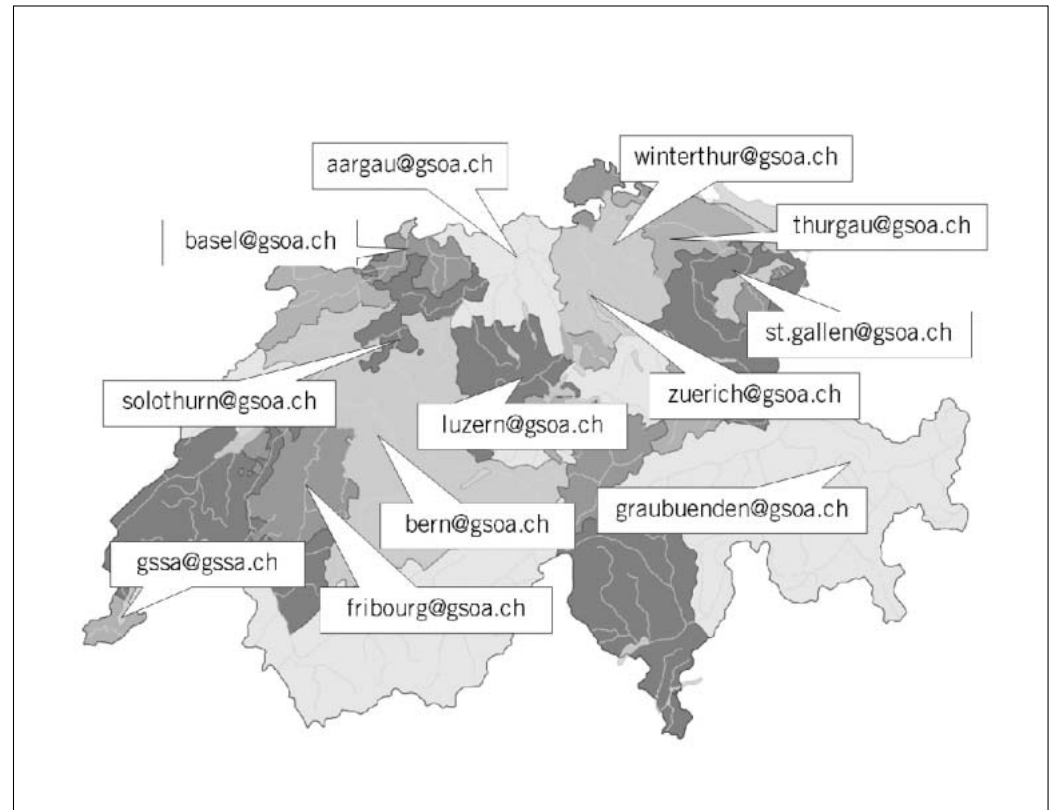 aargau@gsoa.ch
winterthur@gsoa.ch
basel@gsoa.ch
thurgau@gsoa.ch
st.gallen@gsoa.ch
solothurn@gsoa.ch
zuerich@gsoa.ch
luzern@gsoa.ch
graubuenden@gsoa.ch
bern@gsoa.ch
gssa@gssa.ch
fribourg@gsoa.ch